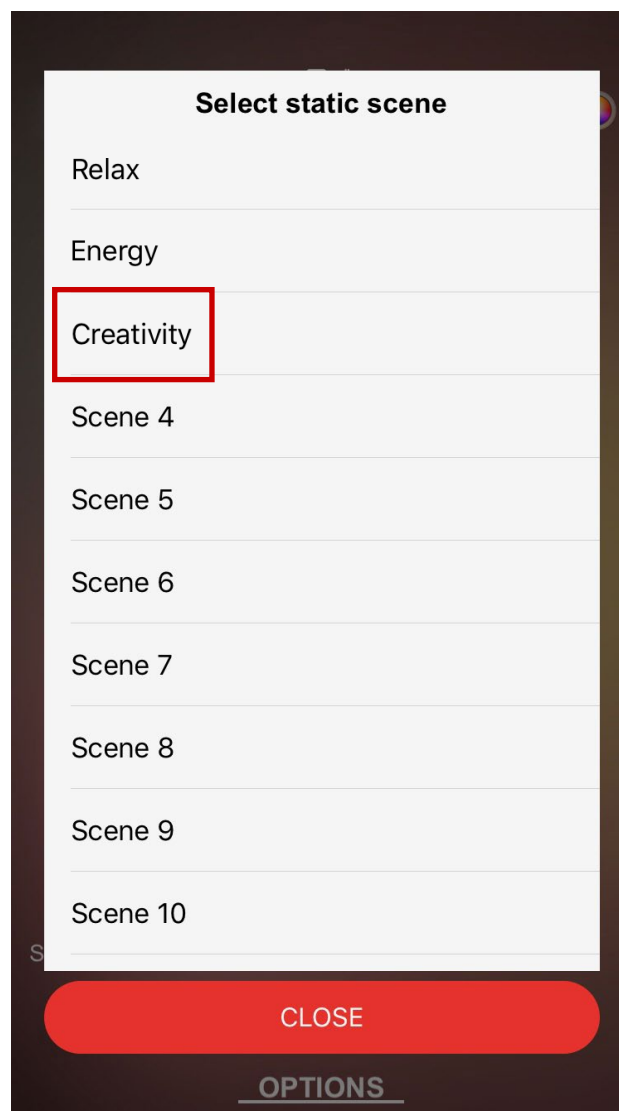 Select static scene
Relax
Energy
Creativity
Scene 4
Scene 5
Scene 6
Scene 7
Scene 8
Scene 9
Scene 10
S
CLOSE
OPTIONS